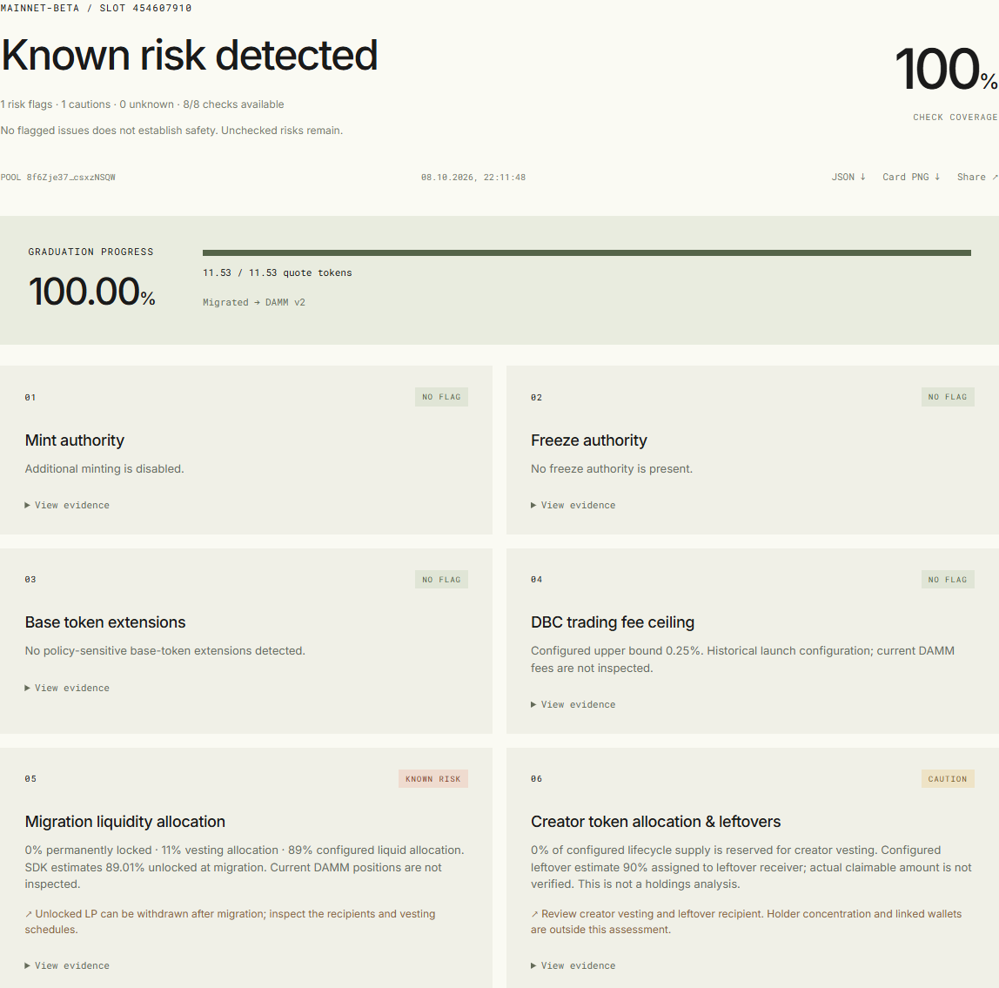 MAINNET-BETA / SLOT 454607910
Known risk detected
100%
CHECK COVERAGE
1 risk flags · 1 cautions · 0 unknown · 8/8 checks available
No flagged issues does not establish safety. Unchecked risks remain.
POOL 8f6Zje37…csxzNSQW
08.10.2026, 22:11:48
JSON ↓
Card PNG ↓
Share ↗
GRADUATION PROGRESS
100.00%
11.53 / 11.53 quote tokens
Migrated → DAMM v2
01
NO FLAG
Mint authority
Additional minting is disabled.
▶ View evidence
02
NO FLAG
Freeze authority
No freeze authority is present.
▶ View evidence
03
NO FLAG
Base token extensions
No policy-sensitive base-token extensions detected.
▶ View evidence
04
NO FLAG
DBC trading fee ceiling
Configured upper bound 0.25%. Historical launch configuration; current DAMM
fees are not inspected.
▶ View evidence
05
KNOWN RISK
Migration liquidity allocation
0% permanently locked · 11% vesting allocation · 89% configured liquid allocation.
SDK estimates 89.01% unlocked at migration. Current DAMM positions are not
inspected.
↗ Unlocked LP can be withdrawn after migration; inspect the recipients and vesting
schedules.
▶ View evidence
06
CAUTION
Creator token allocation & leftovers
0% of configured lifecycle supply is reserved for creator vesting. Configured
leftover estimate 90% assigned to leftover receiver; actual claimable amount is not
verified. This is not a holdings analysis.
↗ Review creator vesting and leftover recipient. Holder concentration and linked wallets
are outside this assessment.
▶ View evidence